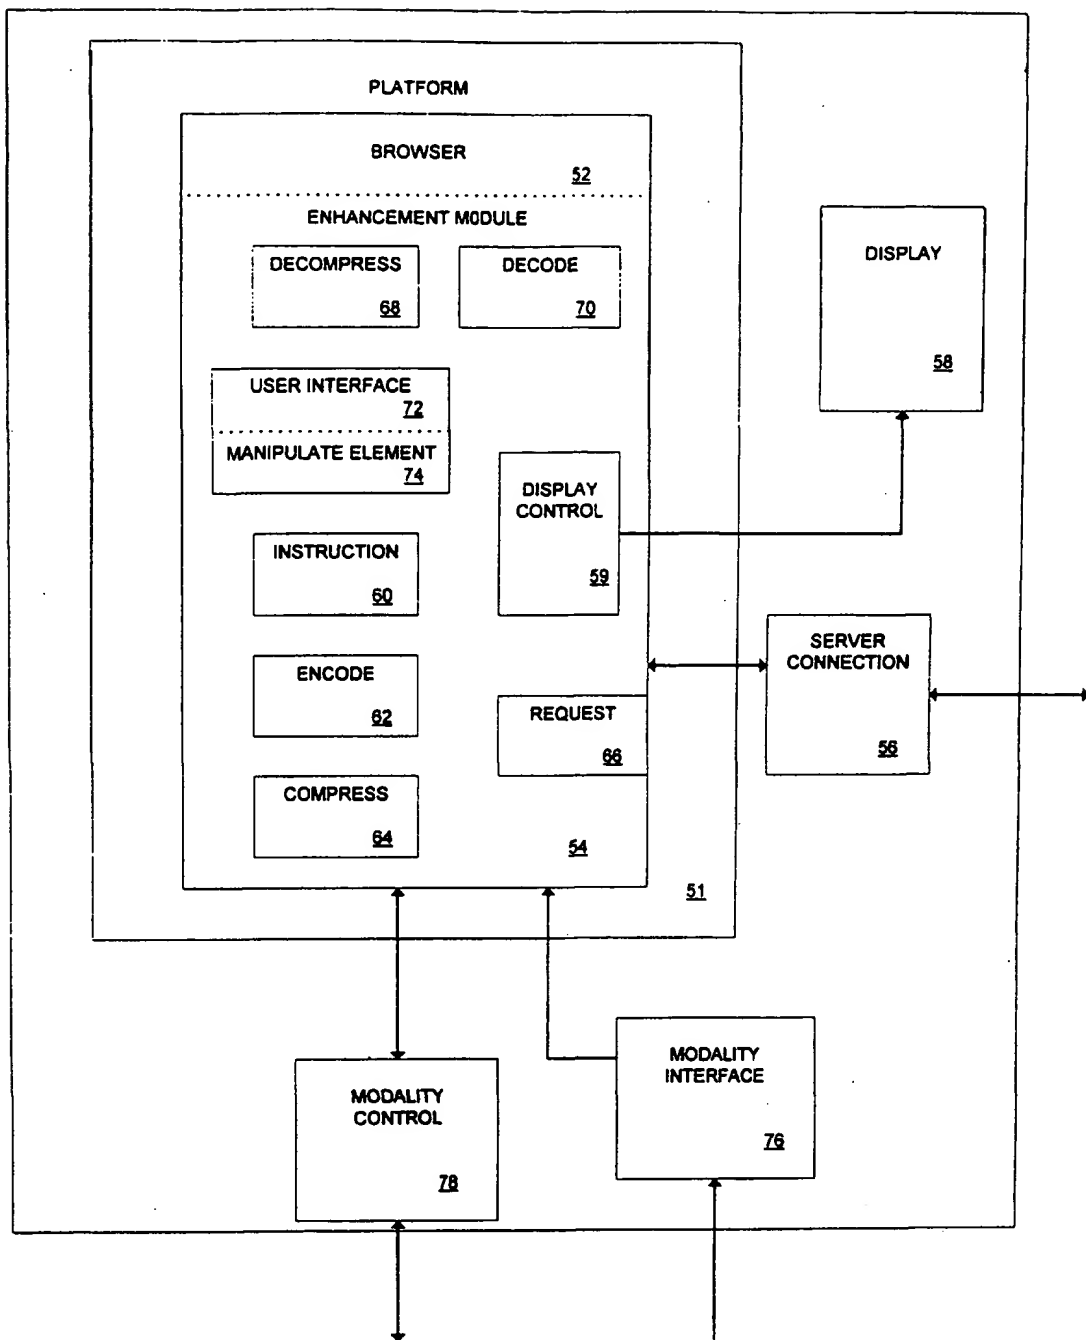 PLATFORM
BROWSER
52
ENHANCEMENT MODULE
DECOMPRESS
68
DECODE
70
DISPLAY
58
USER INTERFACE
72
MANIPULATE ELEMENT
74
DISPLAY
CONTROL
59
INSTRUCTION
60
SERVER
CONNECTION
56
ENCODE
62
REQUEST
66
COMPRESS
64
54
51
MODALITY
CONTROL
78
MODALITY
INTERFACE
76